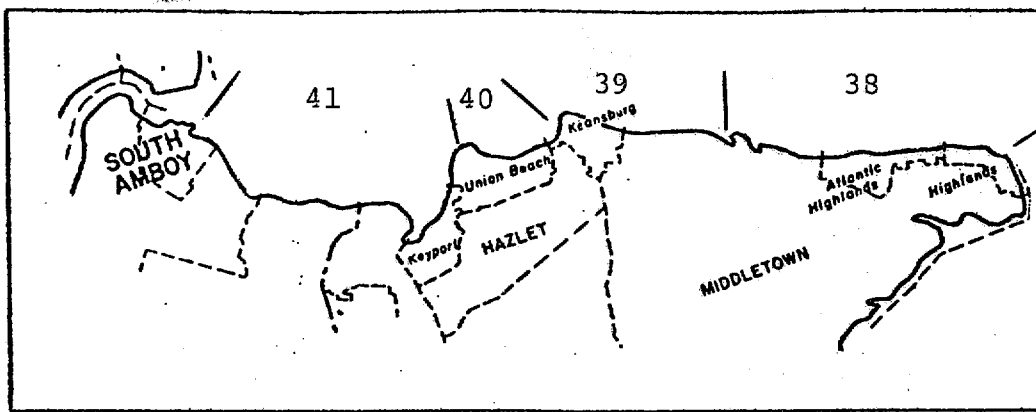 39
38
41
40
Keansburg
SOUTH
AMBOY
Union Beach
Atlantic
Highlands
Highlands
Keyport
HAZLET
MIDDLETOWN